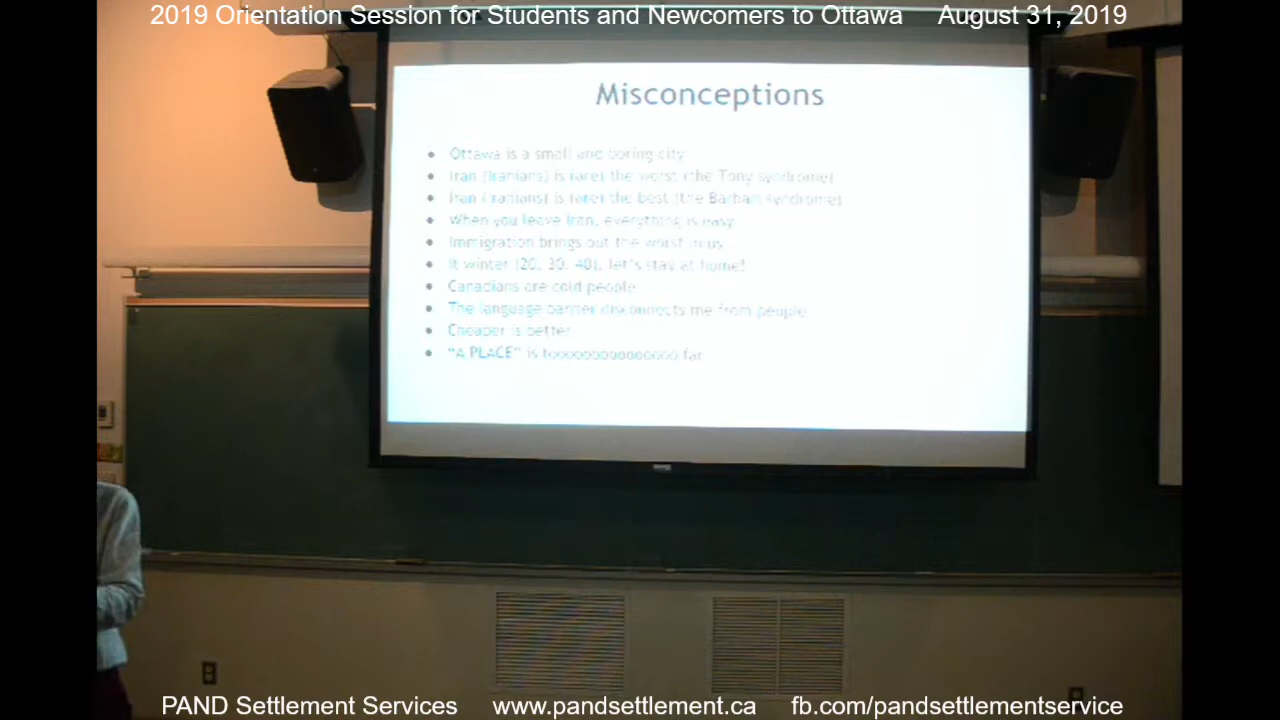 2019 Orientation Session for Students and Newcomers to Ottawa August 31, 2019
Misconceptions
• Ottawa is a small and boring city
• Iran (Iranians) is (are) the worst (the Tony syndrome)
• Iran (Iranians) is (are) the best (the Barbari syndrome)
• When you leave Iran, everything is easy
• Immigration brings out the worst in us
• It winter (20, 30, 40), let's stay at home!
• Canadians are cold people
• The language barrier disconnects me from people
• Cheaper is better
• "A PLACE" is far
PAND Settlement Services www.pandsettlement.ca fb.com/pandsettlementservice